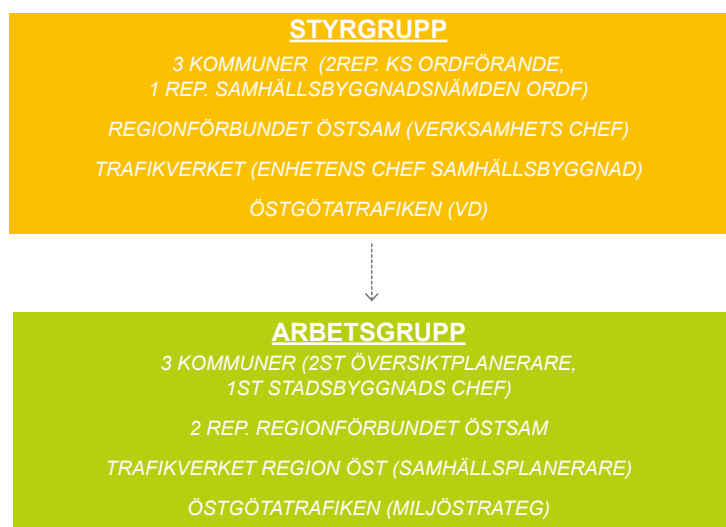 STYRGRUPP
3 KOMMUNER (2REP. KS ORDFÖRANDE,
1 REP. SAMHÄLLSBYGGNADSNÄMDEN ORDF)
REGIONFÖRBUNDET ÖSTSAM (VERKSAMHETS CHEF)
TRAFIKVERKET (ENHETENS CHEF SAMHÄLLSBYGGNAD)
ÖSTGÖTATRAFIKEN (VD)
ARBETSGRUPP
3 KOMMUNER (2ST ÖVERSIKTPLANERARE,
1ST STADSBYGGNADS CHEF)
2 REP. REGIONFÖRBUNDET ÖSTSAM
TRAFIKVERKET REGION ÖST (SAMHÄLLSPLANERARE)
ÖSTGÖTATRAFIKEN (MILJÖSTRATEG)